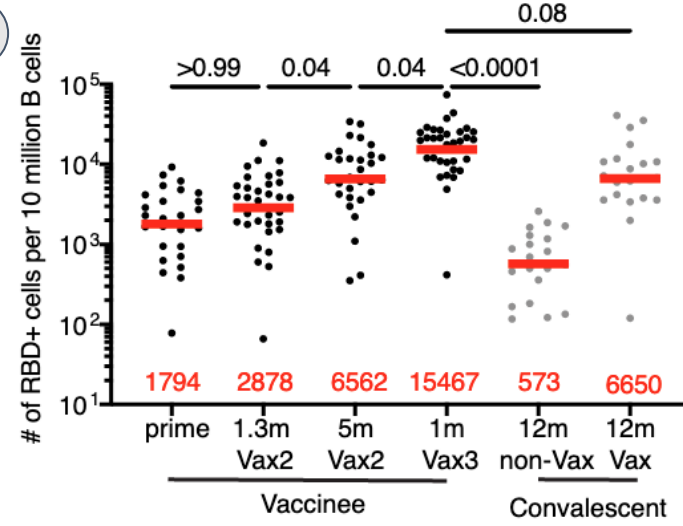 0.08
>0.99 0.04 0.04 <0.0001
# of RBD+ cells per 10 million B cells
10^5
10^4
10^3
10^2
10^1
1794 2878 6562 15467 573 6650
prime 1.3m 5m 1m 12m 12m
Vax2 Vax2 Vax3 non-Vax Vax
Vaccinee Convalescent